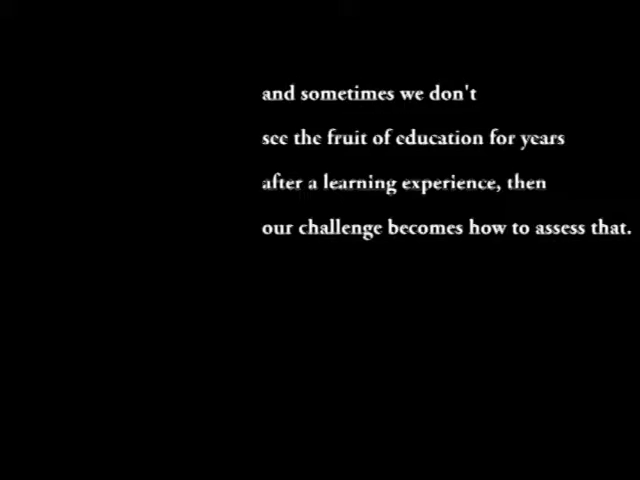 and sometimes we don't
see the fruit of education for years
after a learning experience, then
our challenge becomes how to assess that.